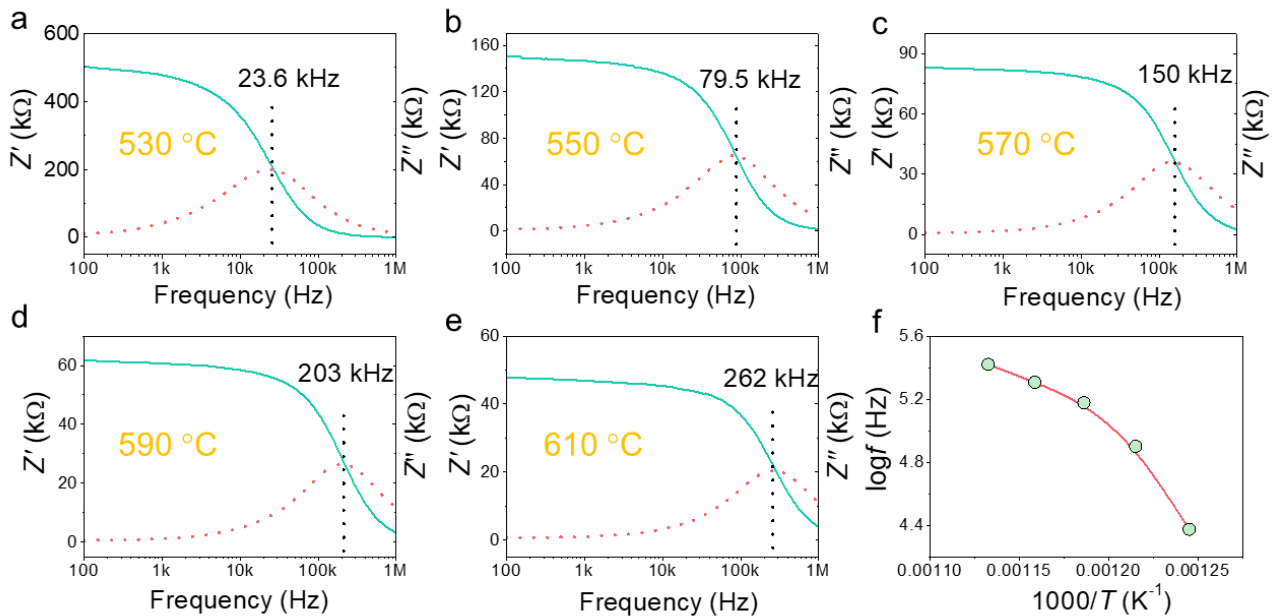 a
600
400
200
0
Z′ (kΩ)
23.6 kHz
530 °C
Z″ (kΩ)
100 1k 10k 100k 1M
Frequency (Hz)
b
160
120
80
40
0
Z′ (kΩ)
79.5 kHz
550 °C
Z″ (kΩ)
100 1k 10k 100k 1M
Frequency (Hz)
c
90
60
30
0
Z′ (kΩ)
150 kHz
570 °C
Z″ (kΩ)
100 1k 10k 100k 1M
Frequency (Hz)
d
60
40
20
0
Z′ (kΩ)
203 kHz
590 °C
Z″ (kΩ)
100 1k 10k 100k 1M
Frequency (Hz)
e
60
40
20
0
Z′ (kΩ)
262 kHz
610 °C
Z″ (kΩ)
100 1k 10k 100k 1M
Frequency (Hz)
f
5.6
5.2
4.8
4.4
logf (Hz)
0.00110 0.00115 0.00120 0.00125
1000/T (K⁻¹)